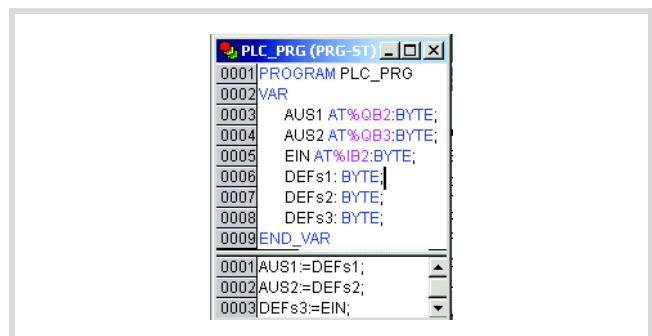 PLC_PRG (PRG-ST)
0001 PROGRAM PLC_PRG
0002 VAR
0003 AUS1 AT%QB2:BYTE;
0004 AUS2 AT%QB3:BYTE;
0005 EIN AT%IB2:BYTE;
0006 DEFs1: BYTE;
0007 DEFs2: BYTE;
0008 DEFs3: BYTE;
0009 END_VAR
0001 AUS1:=DEFs1;
0002 AUS2:=DEFs2;
0003 DEFs3:=EIN;